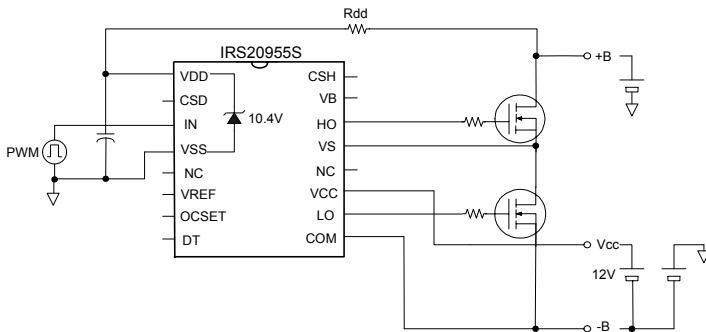 Rdd
IRS20955S
VDD
CSD
IN
VSS
NC
VREF
OCSET
DT
10.4V
CSH
VB
HO
VS
NC
VCC
LO
COM
PWM
+B
Vcc
12V
-B